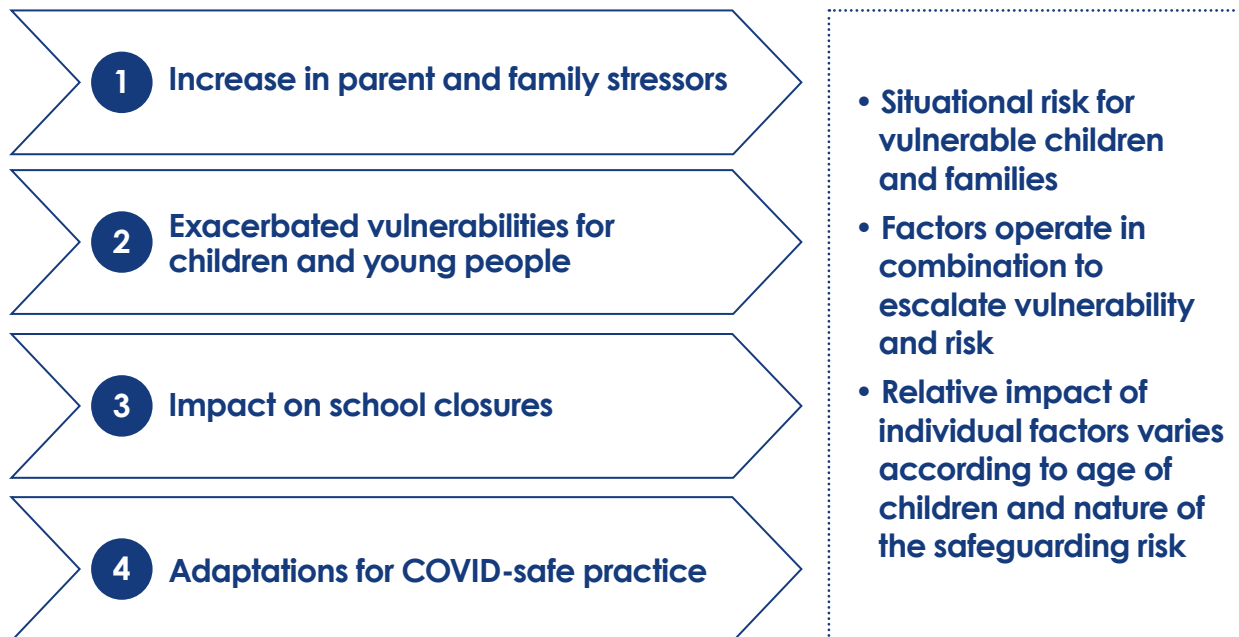 1 Increase in parent and family stressors
2 Exacerbated vulnerabilities for
children and young people
3 Impact on school closures
4 Adaptations for COVID-safe practice
• Situational risk for
vulnerable children
and families
• Factors operate in
combination to
escalate vulnerability
and risk
• Relative impact of
individual factors varies
according to age of
children and nature of
the safeguarding risk